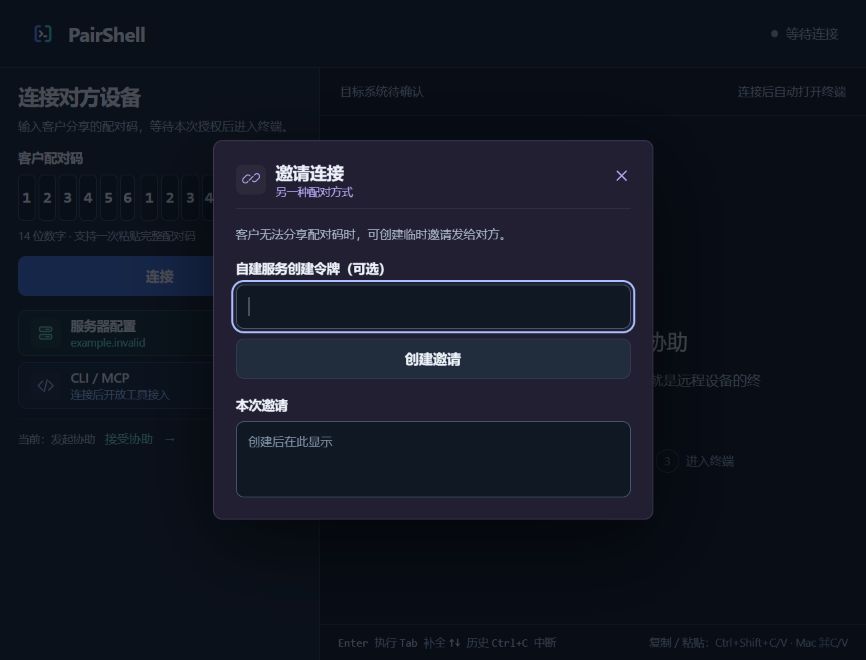 PairShell
等待连接
连接对方设备
输入客户分享的配对码，等待本次授权后进入终端。
客户配对码
1 2 3 4 5 6 1 2 3 4
14 位数字 · 支持一次粘贴完整配对码
连接
服务器配置
example.invalid
CLI / MCP
连接后开放工具接入
当前：发起协助 接受协助 →
目标系统待确认
连接后自动打开终端
邀请连接
另一种配对方式
客户无法分享配对码时，可创建临时邀请发给对方。
自建服务创建令牌（可选）
创建邀请
本次邀请
创建后在此显示
协助
就是远程设备的终
3 进入终端
Enter 执行 Tab 补全 ↑↓ 历史 Ctrl+C 中断
复制 / 粘贴：Ctrl+Shift+C/V · Mac ⌘C/V